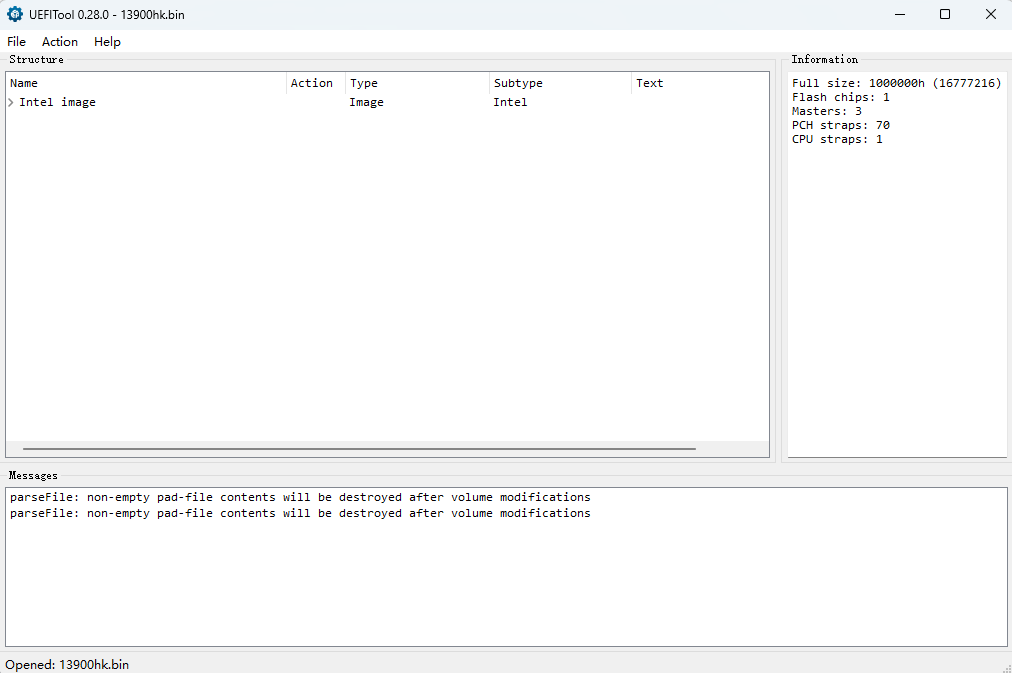 UEFITool 0.28.0 - 13900hk.bin
File Action Help
Structure
Name Action Type Subtype Text
Intel image Image Intel
Information
Full size: 1000000h (16777216)
Flash chips: 1
Masters: 3
PCH straps: 70
CPU straps: 1
Messages
parseFile: non-empty pad-file contents will be destroyed after volume modifications
parseFile: non-empty pad-file contents will be destroyed after volume modifications
Opened: 13900hk.bin